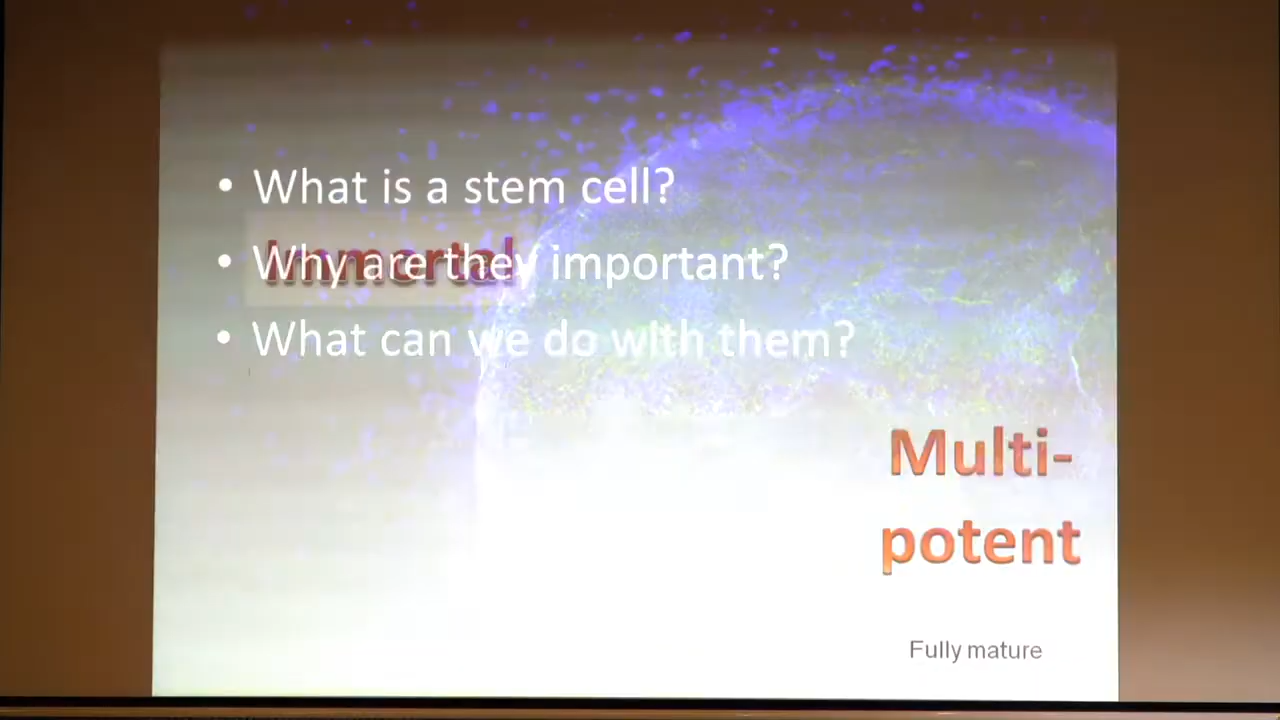 • What is a stem cell?
• Why are they important?
Immortal
• What can we do with them?
Multi-
potent
Fully mature